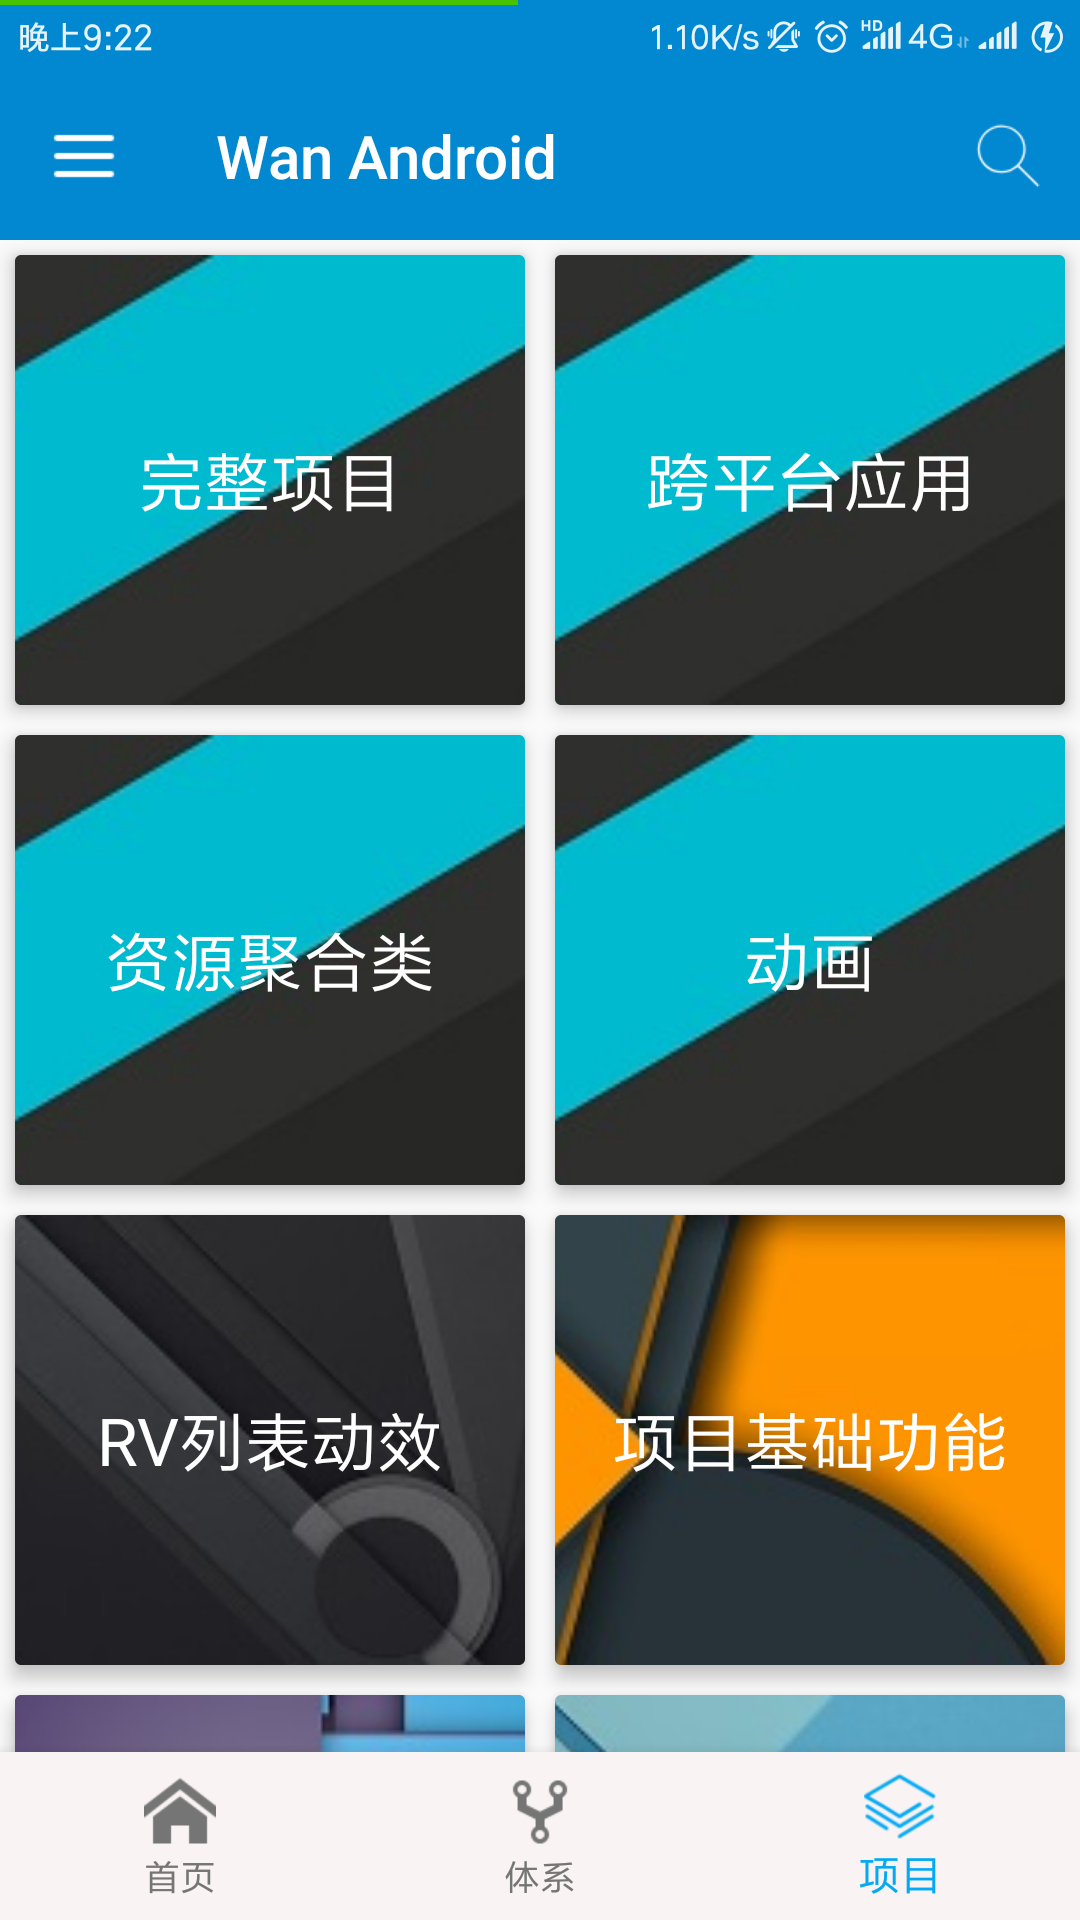 晚上9:22 1.10K/s HD 4G
Wan Android
完整项目 跨平台应用
资源聚合类 动画
RV列表动效 项目基础功能
首页 体系 项目